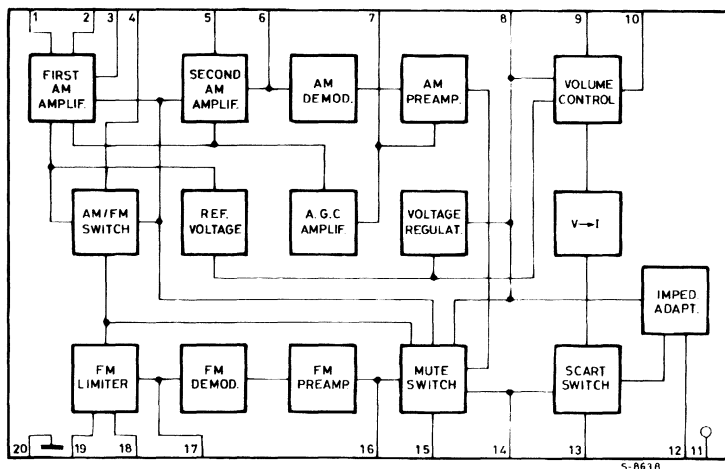 1 2 3 4 5 6 7 8 9 10
FIRST
AM
AMPLIF.
SECOND
AM
AMPLIF.
AM
DEMOD.
AM
PREAMP.
VOLUME
CONTROL
AM/FM
SWITCH
REF.
VOLTAGE
A.G.C
AMPLIF.
VOLTAGE
REGULAT.
V→I
IMPED.
ADAPT.
FM
LIMITER
FM
DEMOD.
FM
PREAMP
MUTE
SWITCH
SCART
SWITCH
20 19 18 17 16 15 14 13 12 11
S-8638